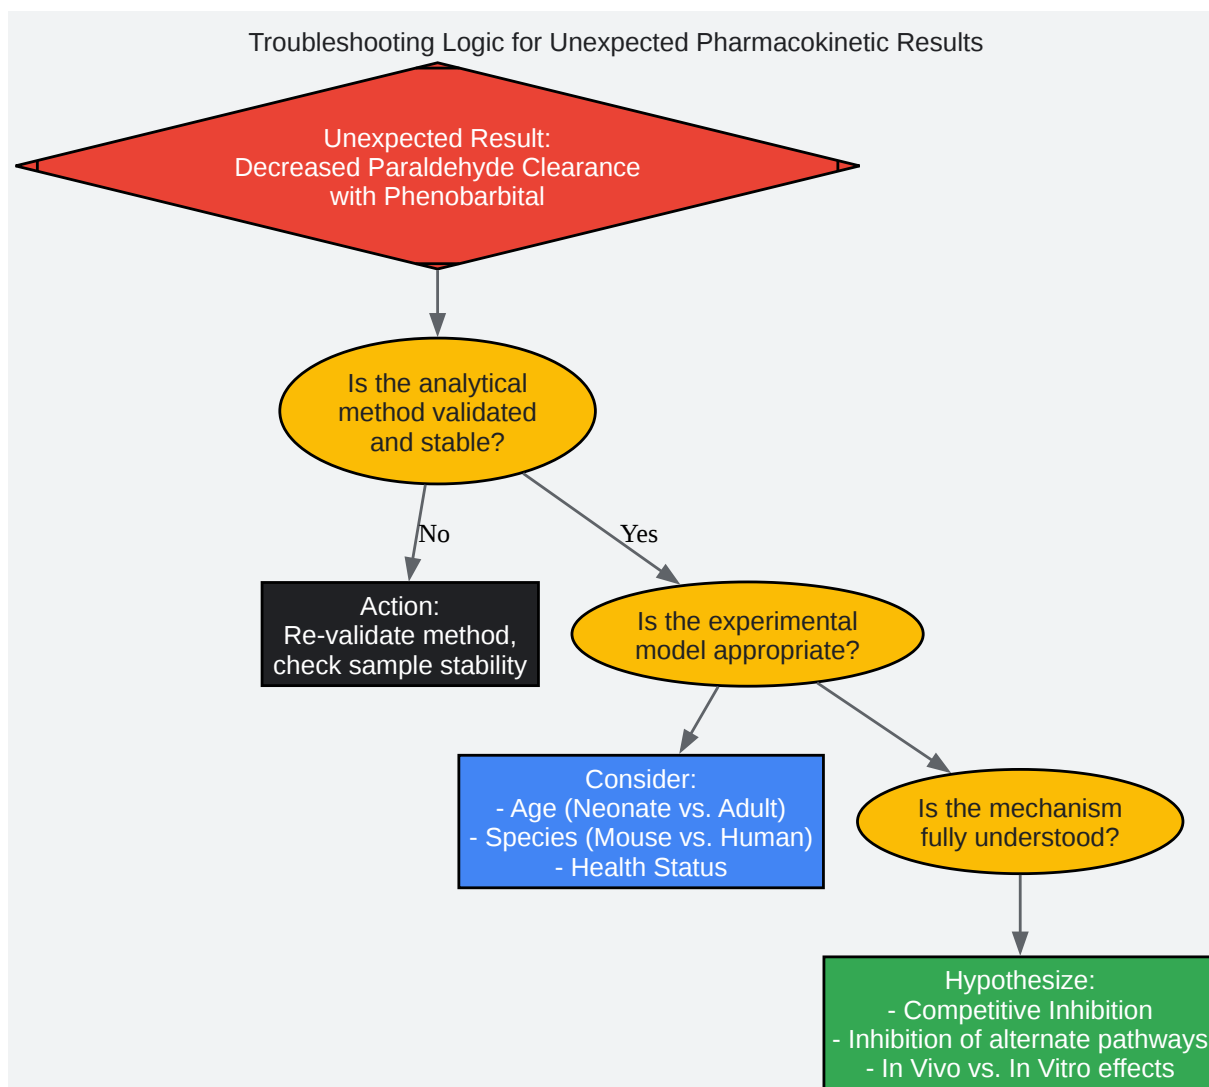 Troubleshooting Logic for Unexpected Pharmacokinetic Results
Unexpected Result:
Decreased Paraldehyde Clearance
with Phenobarbital
Is the analytical
method validated
and stable?
No
Yes
Action:
Re-validate method,
check sample stability
Is the experimental
model appropriate?
Consider:
- Age (Neonate vs. Adult)
- Species (Mouse vs. Human)
- Health Status
Is the mechanism
fully understood?
Hypothesize:
- Competitive Inhibition
- Inhibition of alternate pathways
- In Vivo vs. In Vitro effects